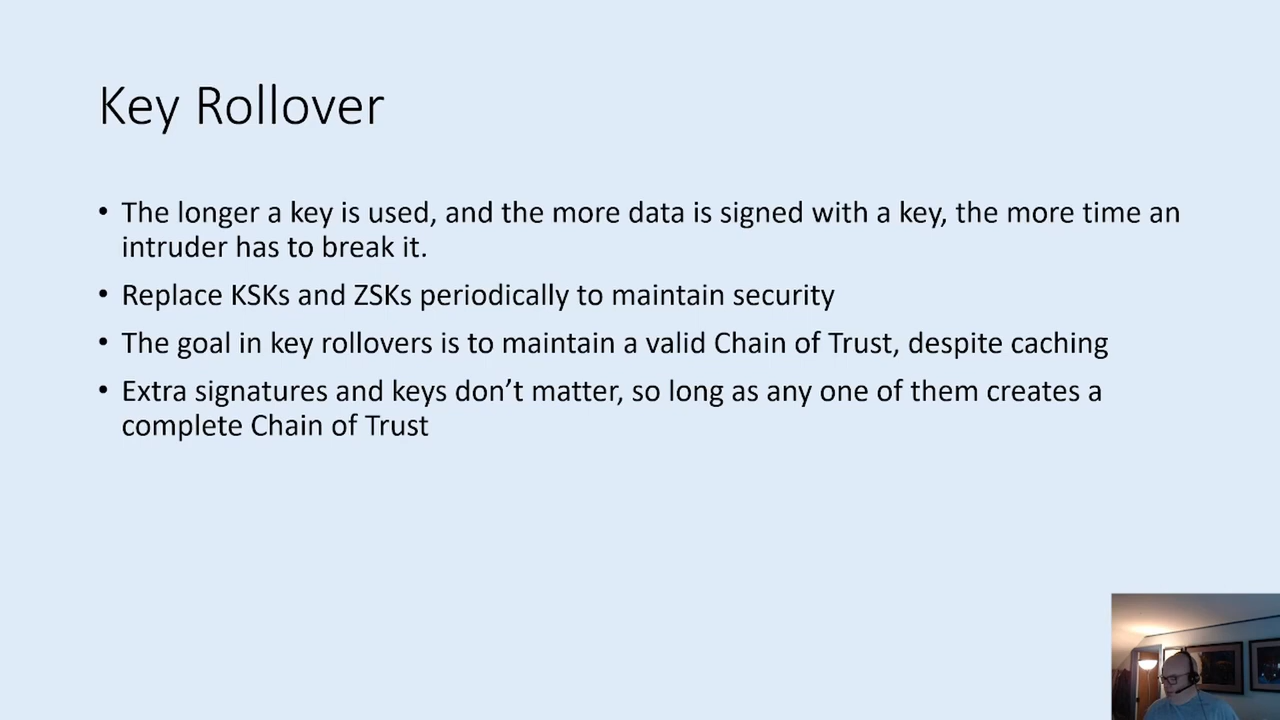 Key Rollover
• The longer a key is used, and the more data is signed with a key, the more time an
intruder has to break it.
• Replace KSKs and ZSKs periodically to maintain security
• The goal in key rollovers is to maintain a valid Chain of Trust, despite caching
• Extra signatures and keys don’t matter, so long as any one of them creates a
complete Chain of Trust